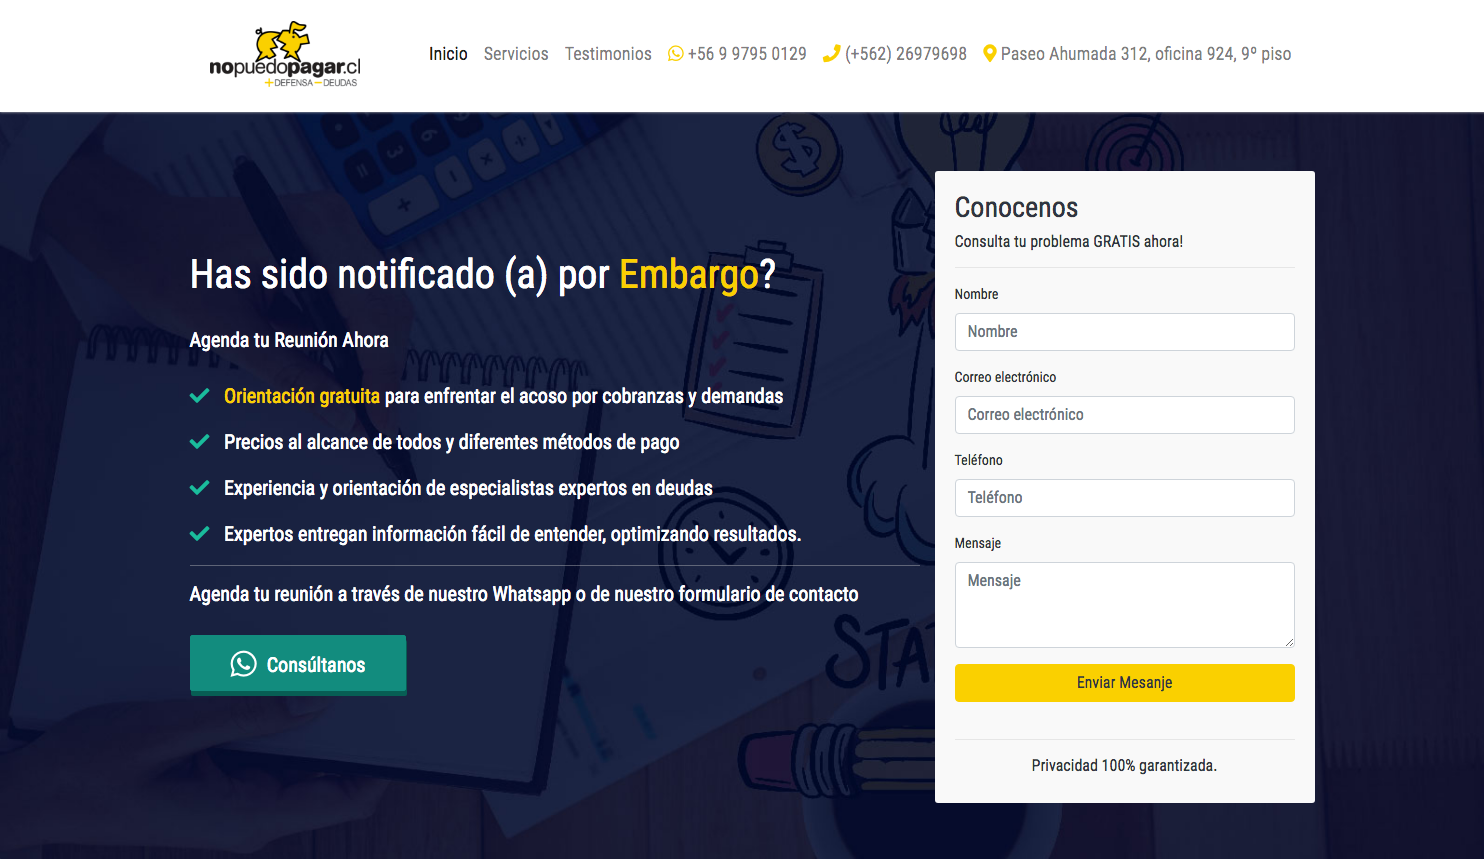 nopuedopagar.cl
+DEFENSA—DEUDAS
Inicio
Servicios
Testimonios
+56 9 9795 0129
(+562) 26979698
Paseo Ahumada 312, oficina 924, 9º piso
Has sido notificado (a) por Embargo?
Agenda tu Reunión Ahora
Orientación gratuita para enfrentar el acoso por cobranzas y demandas
Precios al alcance de todos y diferentes métodos de pago
Experiencia y orientación de especialistas expertos en deudas
Expertos entregan información fácil de entender, optimizando resultados.
Agenda tu reunión a través de nuestro Whatsapp o de nuestro formulario de contacto
Consúltanos
Conocenos
Consulta tu problema GRATIS ahora!
Nombre
Nombre
Correo electrónico
Correo electrónico
Teléfono
Teléfono
Mensaje
Mensaje
Enviar Mesanje
Privacidad 100% garantizada.
STA